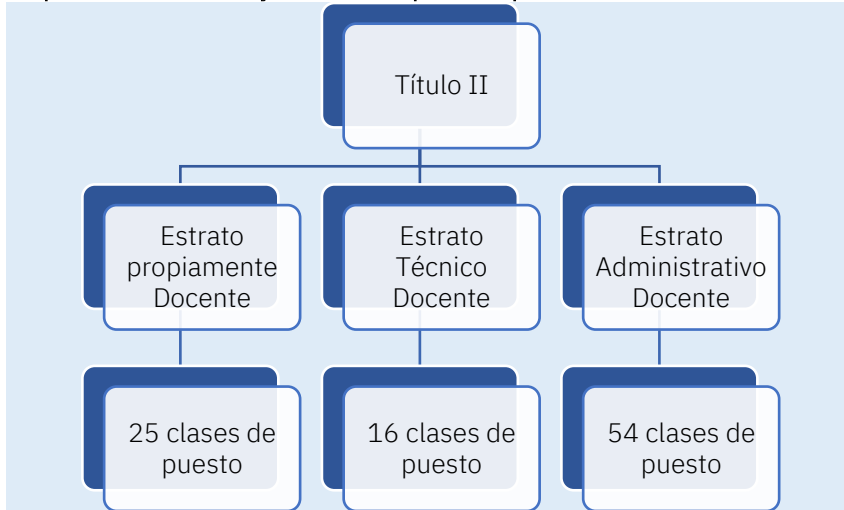 Título II
Estrato
propiamente
Docente
Estrato
Técnico
Docente
Estrato
Administrativo
Docente
25 clases de
puesto
16 clases de
puesto
54 clases de
puesto